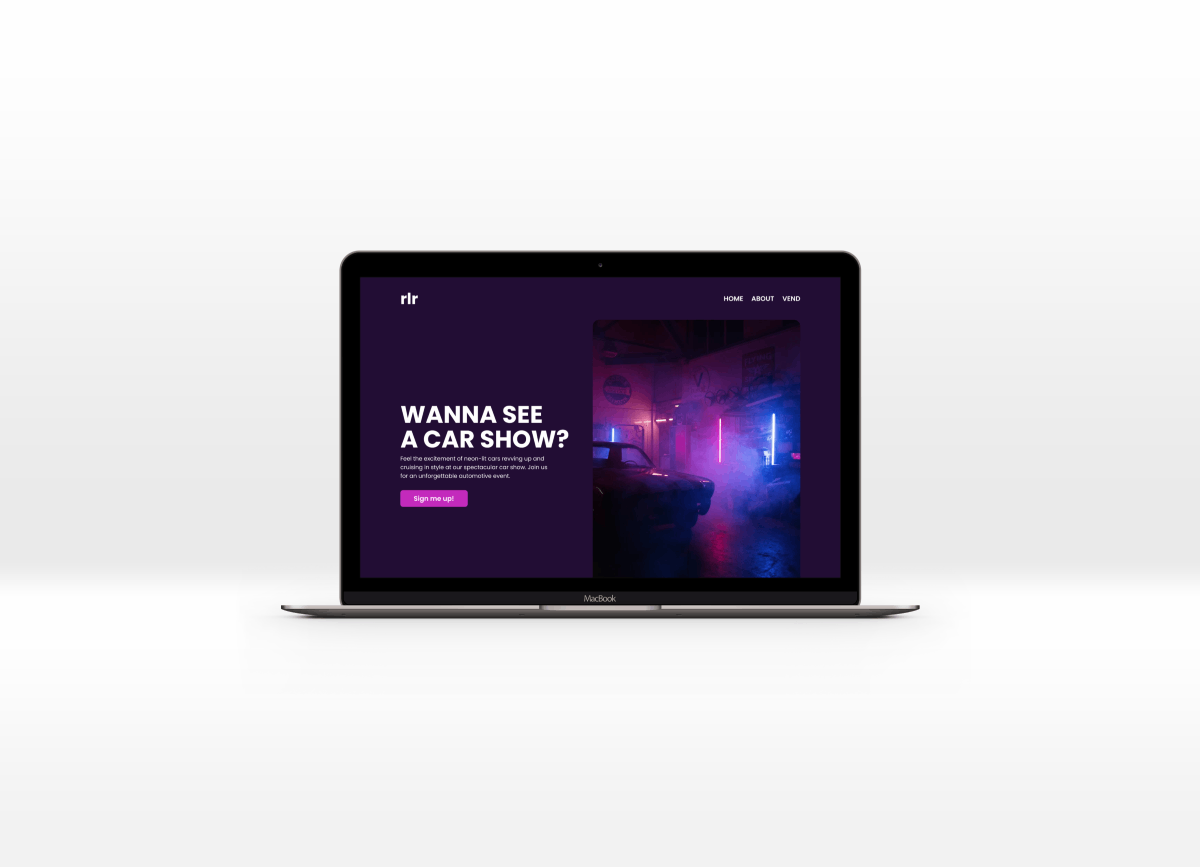 rlr
HOME ABOUT VEND
WANNA SEE
A CAR SHOW?
Feel the excitement of neon-lit cars revving up and
cruising in style at our spectacular car show. Join us
for an unforgettable automotive event.
Sign me up!
MacBook